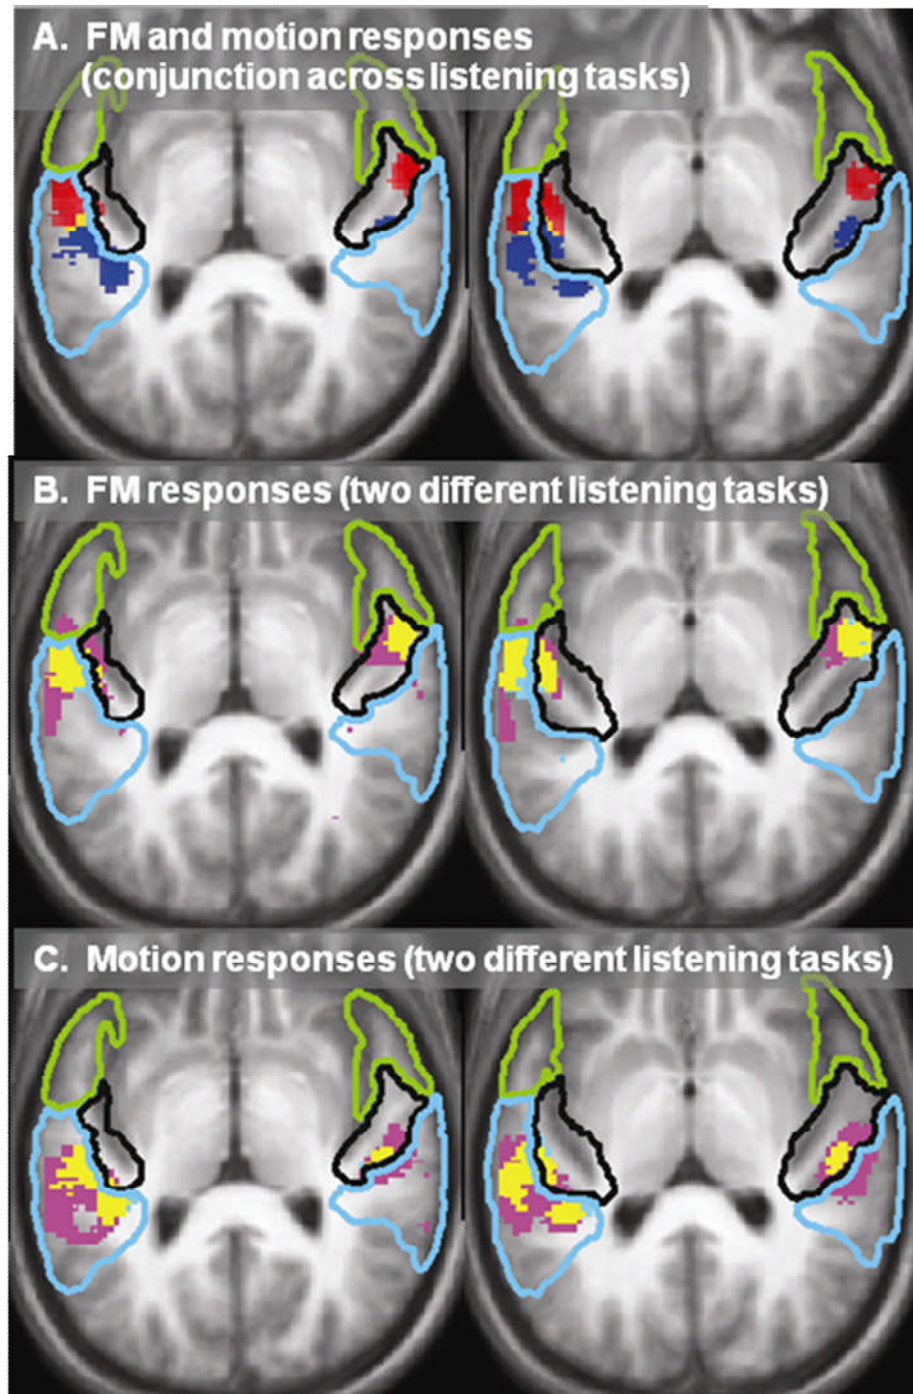 A. FM and motion responses
(conjunction across listening tasks)
B. FM responses (two different listening tasks)
C. Motion responses (two different listening tasks)